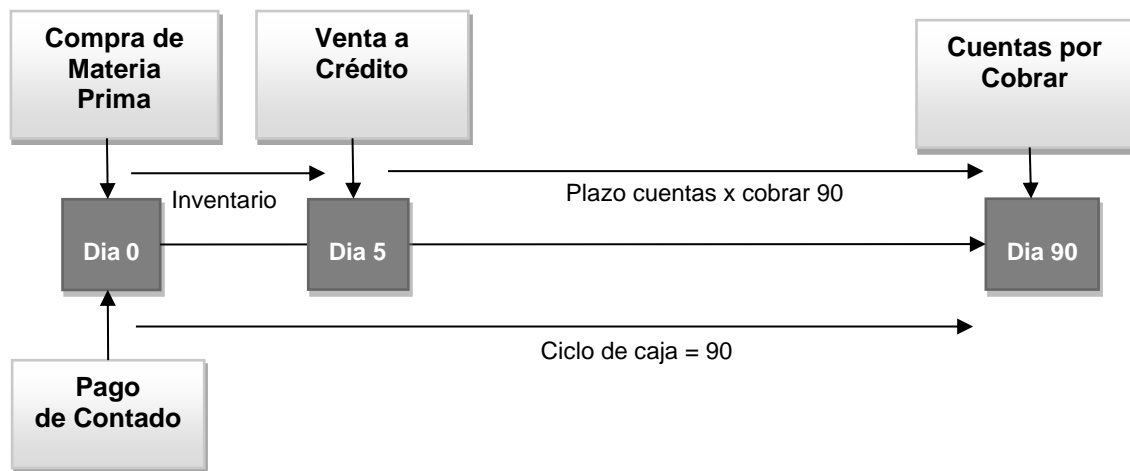 Compra de
Materia
Prima
Venta a
Crédito
Cuentas por
Cobrar
Inventario
Plazo cuentas x cobrar 90
Dia 0
Dia 5
Dia 90
Ciclo de caja = 90
Pago
de Contado